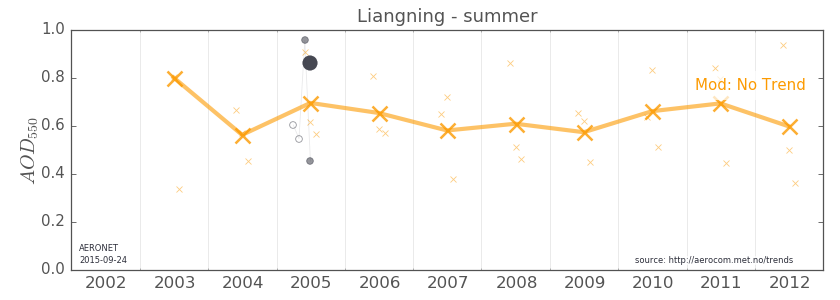 Liangning - summer
1.0
0.8
0.6
0.4
0.2
0.0
AOD550
Mod: No Trend
AERONET
2015-09-24
source: http://aerocom.met.no/trends
2002 2003 2004 2005 2006 2007 2008 2009 2010 2011 2012